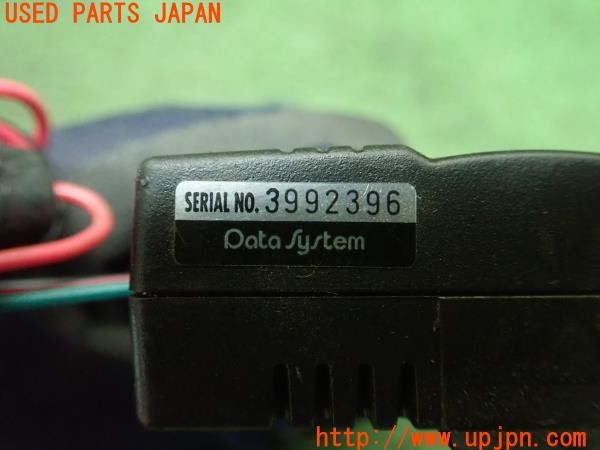 USED PARTS JAPAN
SERIAL NO. 3992396
Data System
http://www.upjpn.com/